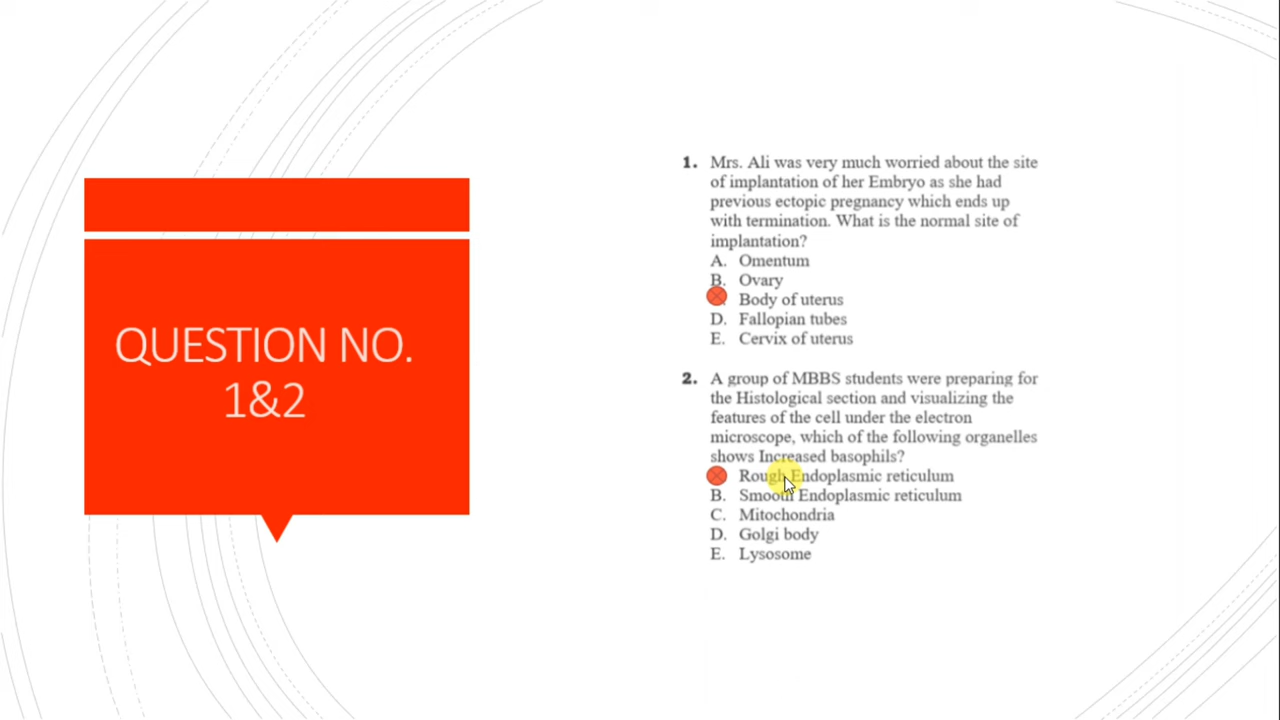 QUESTION NO.
1&2
1. Mrs. Ali was very much worried about the site
of implantation of her Embryo as she had
previous ectopic pregnancy which ends up
with termination. What is the normal site of
implantation?
A. Omentum
B. Ovary
Body of uterus
D. Fallopian tubes
E. Cervix of uterus
2. A group of MBBS students were preparing for
the Histological section and visualizing the
features of the cell under the electron
microscope, which of the following organelles
shows Increased basophils?
Rough Endoplasmic reticulum
B. Smooth Endoplasmic reticulum
C. Mitochondria
D. Golgi body
E. Lysosome